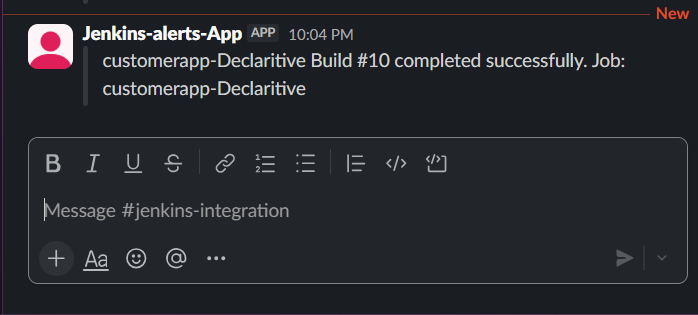 New
Jenkins-alerts-App APP 10:04 PM
customerapp-Declaritive Build #10 completed successfully. Job:
customerapp-Declaritive
B I U S
Message #jenkins-integration
Aa